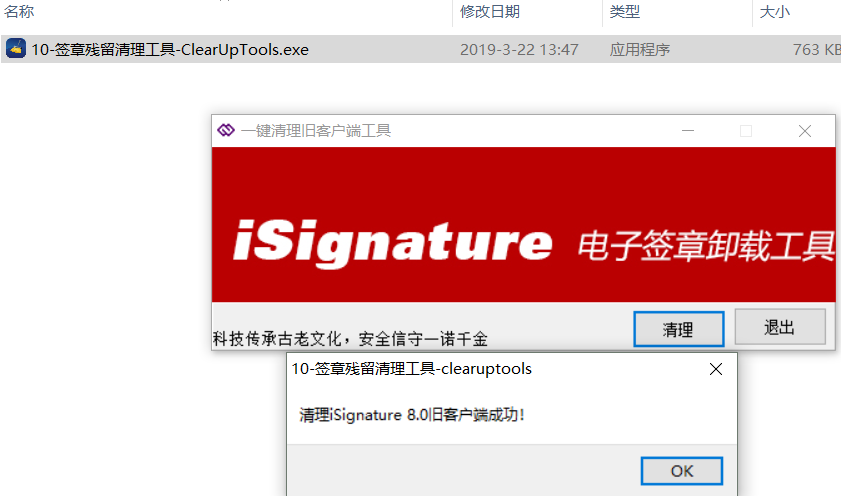 名称 修改日期 类型 大小
10-签章残留清理工具-ClearUpTools.exe 2019-3-22 13:47 应用程序 763 KB
一键清理旧客户端工具
iSignature 电子签章卸载工具
科技传承古老文化，安全信守一诺千金 清理 退出
10-签章残留清理工具-clearuptools
清理iSignature 8.0旧客户端成功!
OK